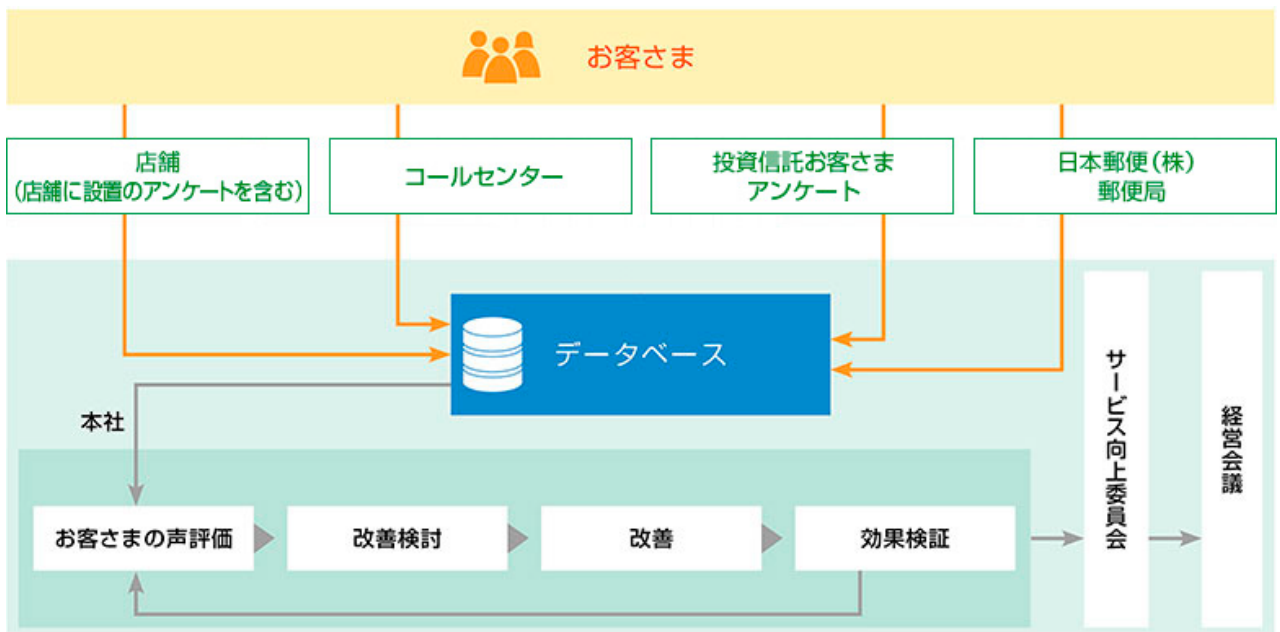 お客さま
店舗
(店舗に設置のアンケートを含む)
コールセンター
投資信託お客さま
アンケート
日本郵便(株)
郵便局
データベース
本社
お客さまの声評価
改善検討
改善
効果検証
サービス向上委員会
経営会議